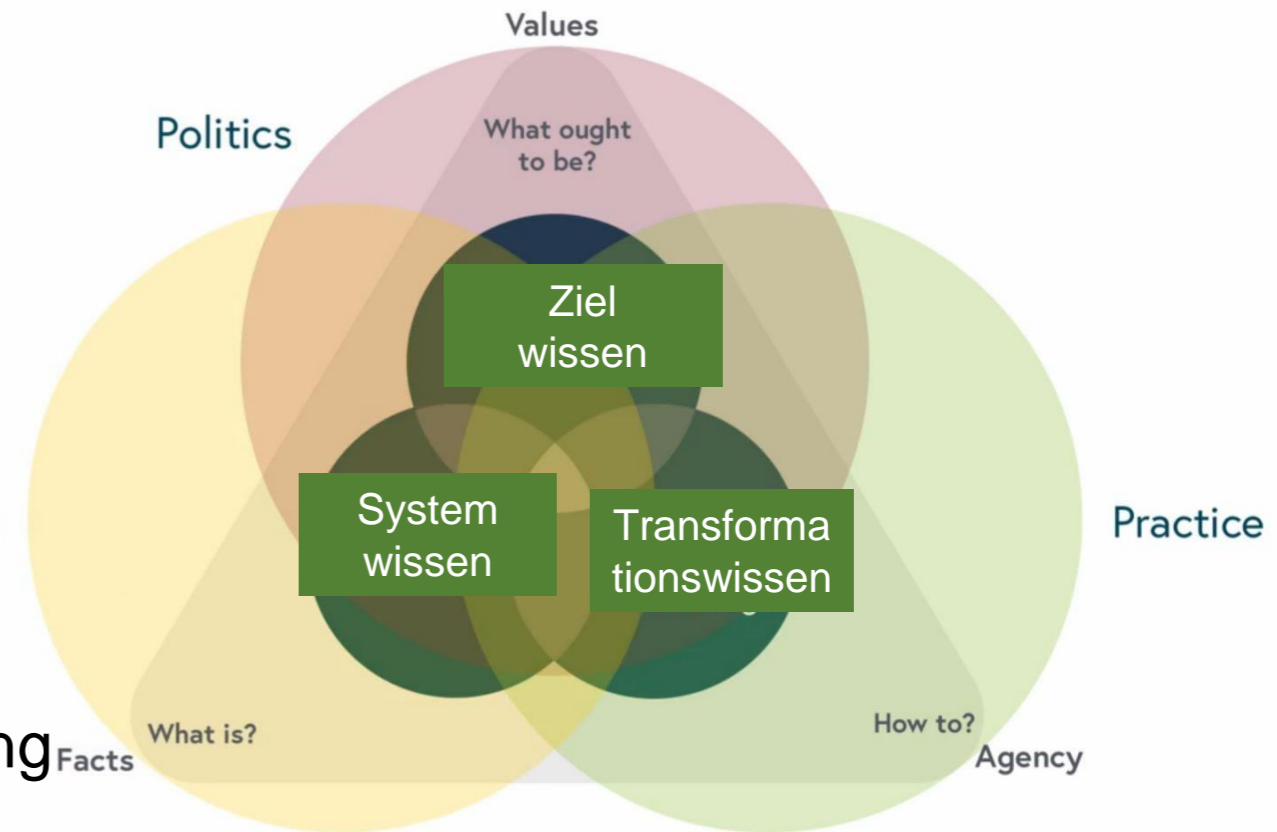 Values
Politics
What ought
to be?
Ziel
wissen
System
wissen
Transforma
tionswissen
Practice
What is?
Facts
How to?
Agency